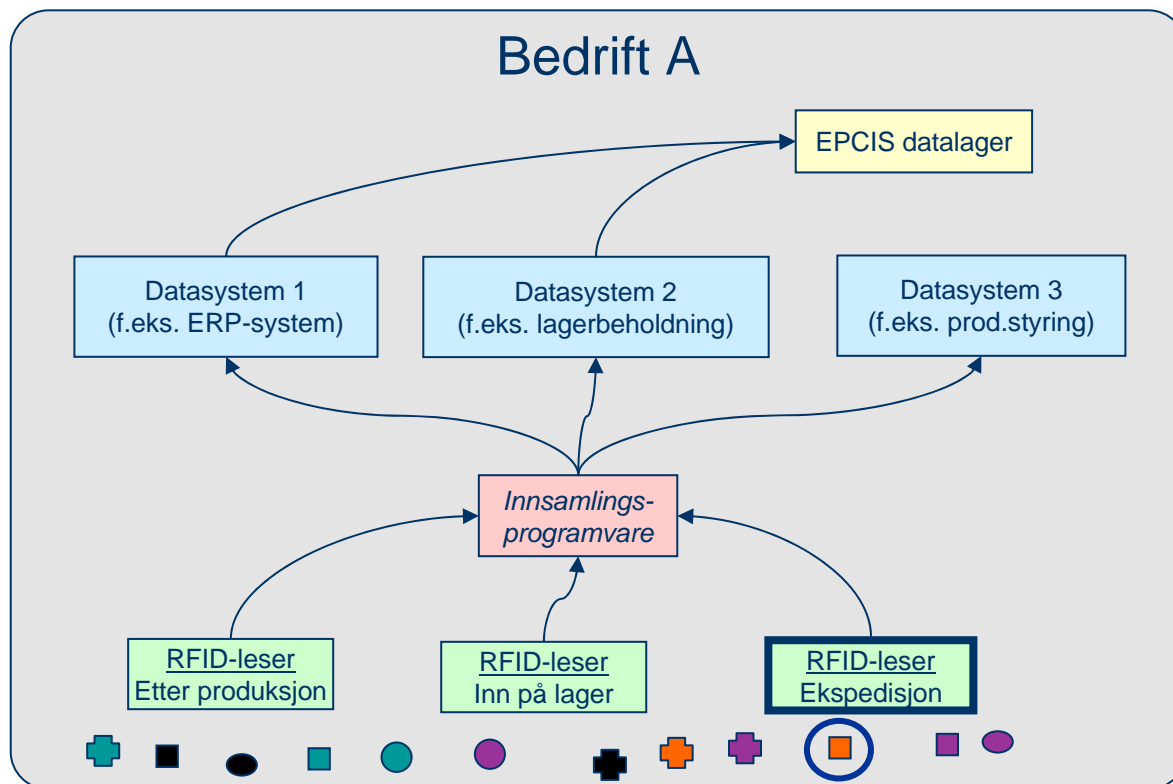 Bedrift A
EPCIS datalager
Datasystem 1
(f.eks. ERP-system)
Datasystem 2
(f.eks. lagerbeholdning)
Datasystem 3
(f.eks. prod.styring)
Innsamlings-
programvare
RFID-leser
Etter produksjon
RFID-leser
Inn på lager
RFID-leser
Ekspedisjon